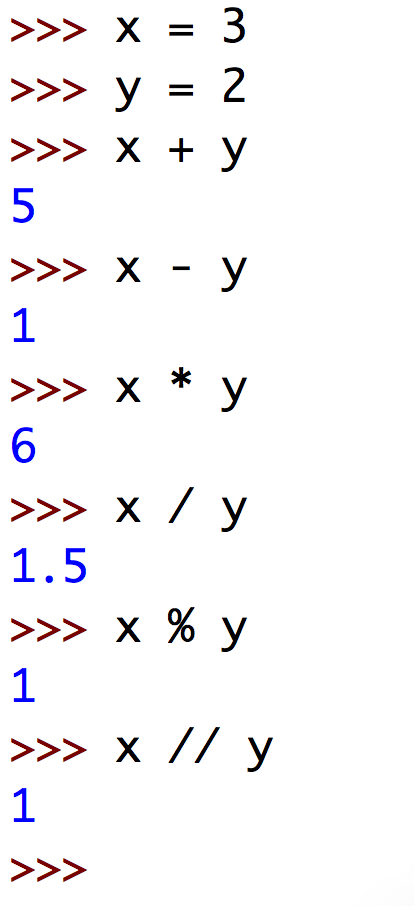 >>> x = 3
>>> y = 2
>>> x + y
5
>>> x - y
1
>>> x * y
6
>>> x / y
1.5
>>> x % y
1
>>> x // y
1
>>>